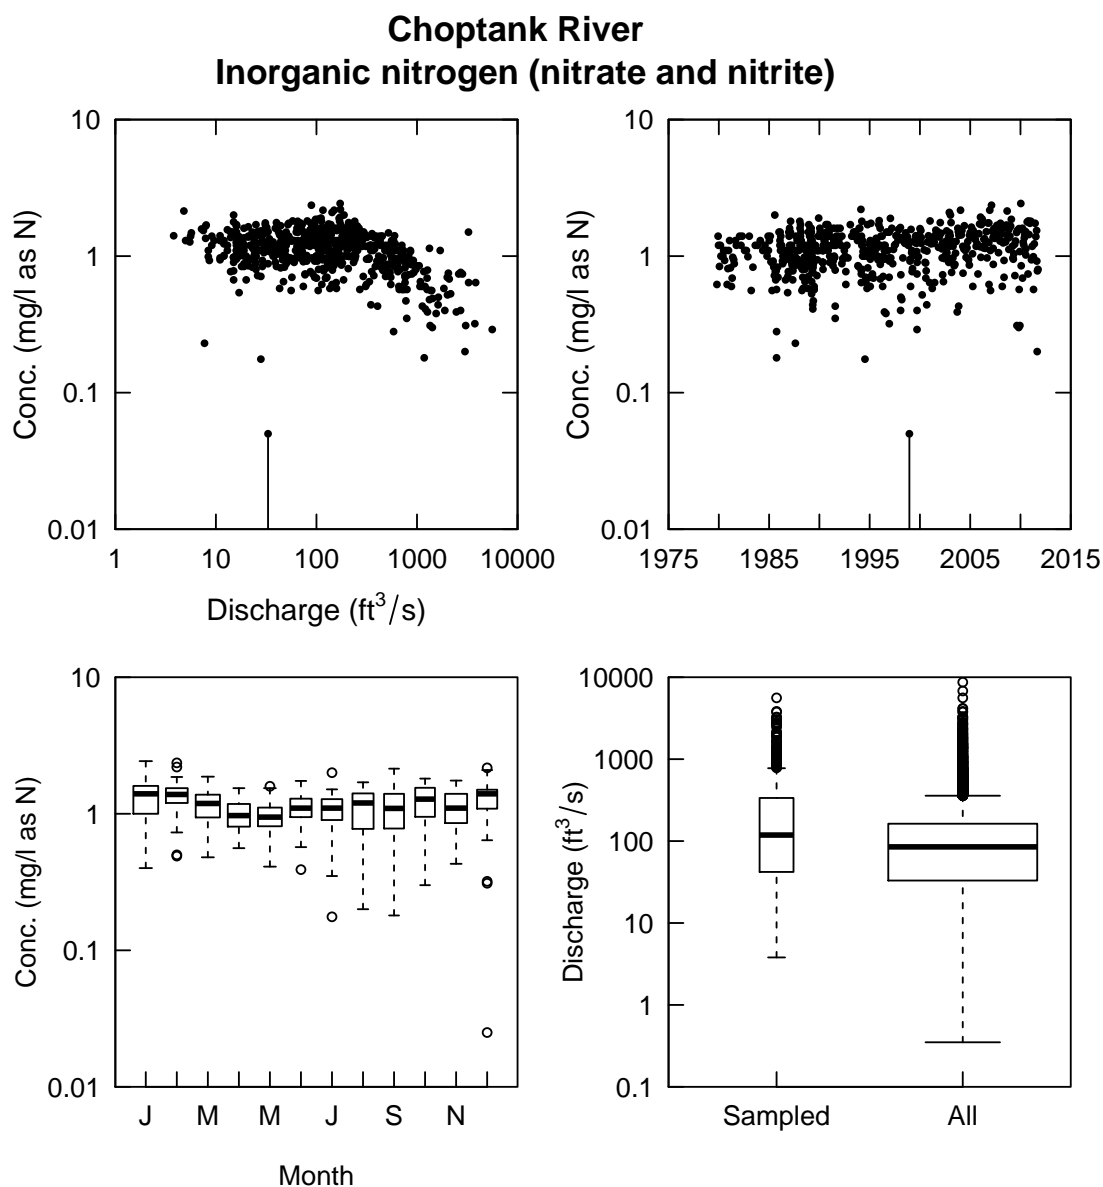 Choptank River
Inorganic nitrogen (nitrate and nitrite)
10
1
0.1
0.01
Conc. (mg/l as N)
1 10 100 1000 10000
Discharge (ft³/s)
10
1
0.1
0.01
Conc. (mg/l as N)
1975 1985 1995 2005 2015
10
1
0.1
0.01
Conc. (mg/l as N)
J M M J S N
Month
10000
1000
100
10
1
0.1
Discharge (ft³/s)
Sampled All